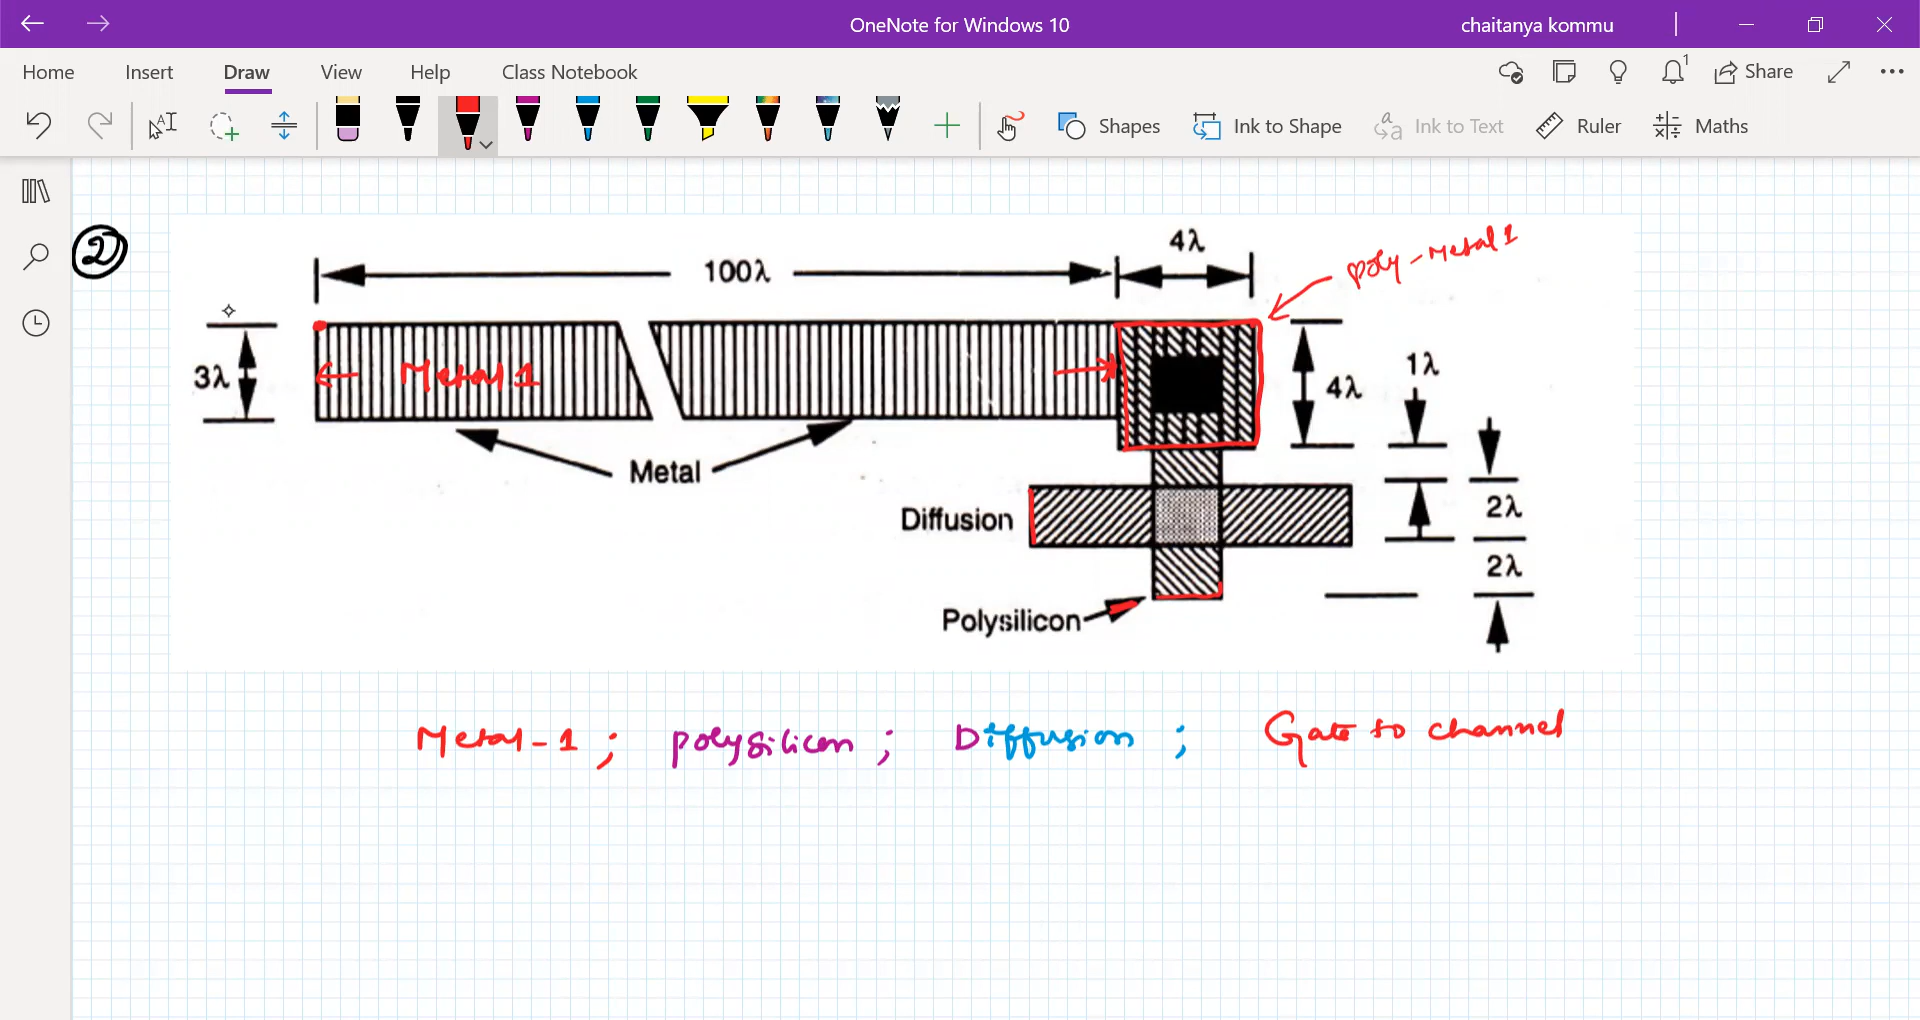 OneNote for Windows 10
chaitanya kommu
Home Insert Draw View Help Class Notebook
1
Share
Shapes Ink to Shape Ink to Text Ruler Maths
2
100λ
4λ
poly-Metal 1
3λ
Metal 1
4λ
1λ
Metal
Diffusion
2λ
2λ
Polysilicon
Metal-1 ; polysilicon ; Diffusion ; Gate to channel